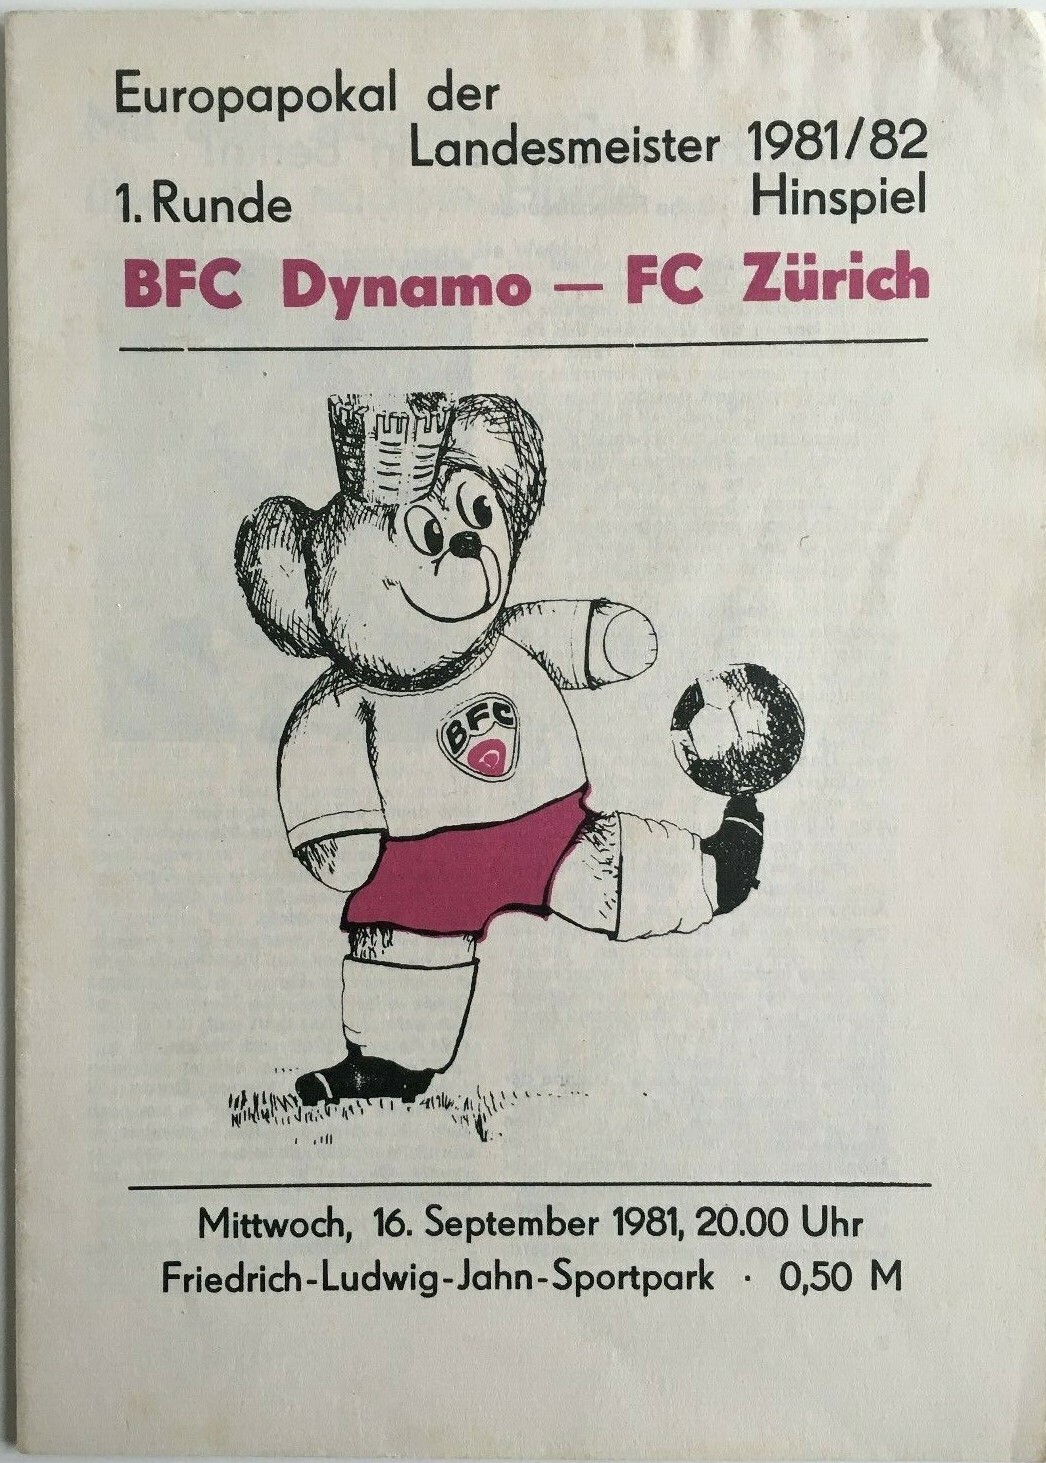 Europapokal der
Landesmeister 1981/82
1. Runde Hinspiel
BFC Dynamo — FC Zürich
BFC
D
Mittwoch, 16. September 1981, 20.00 Uhr
Friedrich-Ludwig-Jahn-Sportpark · 0,50 M